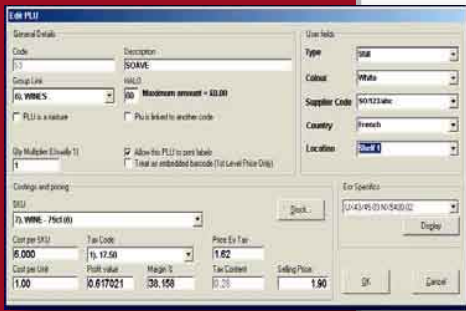 Edit PLU
General Details
Code
53
Description
SOAVE
Group Link
6). WINES
HALO
60 Maximum amount = £0.00
PLU is a nature
Plu is linked to another code
Qty Multiplier (Usually 1)
1
Allow this PLU to print labels
Treat as embedded barcode (1st Level Price Only)
User fields
Type
Still
Colour
White
Supplier Code
SO123abc
Country
French
Location
Shelf 1
Costings and pricing
SKU
7). WINE - 75cl (6)
Stock...
Cost per SKU
6.000
Tax Code
1). 17.50
Price Ex Tax
1.62
Cost per Unit
1.00
Profit value
0.617021
Margin %
38.158
Tax Content
0.28
Selling Price
1.90
Ecr Specifics
Display
OK
Cancel